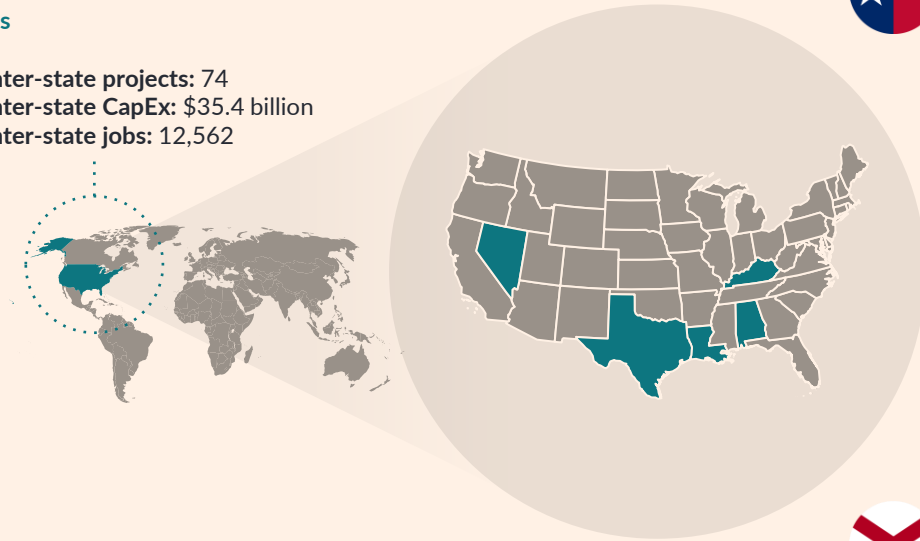 s
nter-state projects: 74
nter-state CapEx: $35.4 billion
nter-state jobs: 12,562